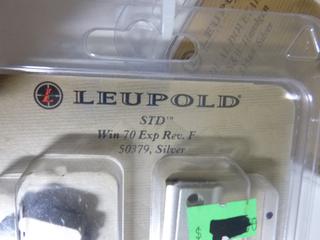 LEUPOLD®
STD™
Win 70 Exp Rev. F
50379, Silver